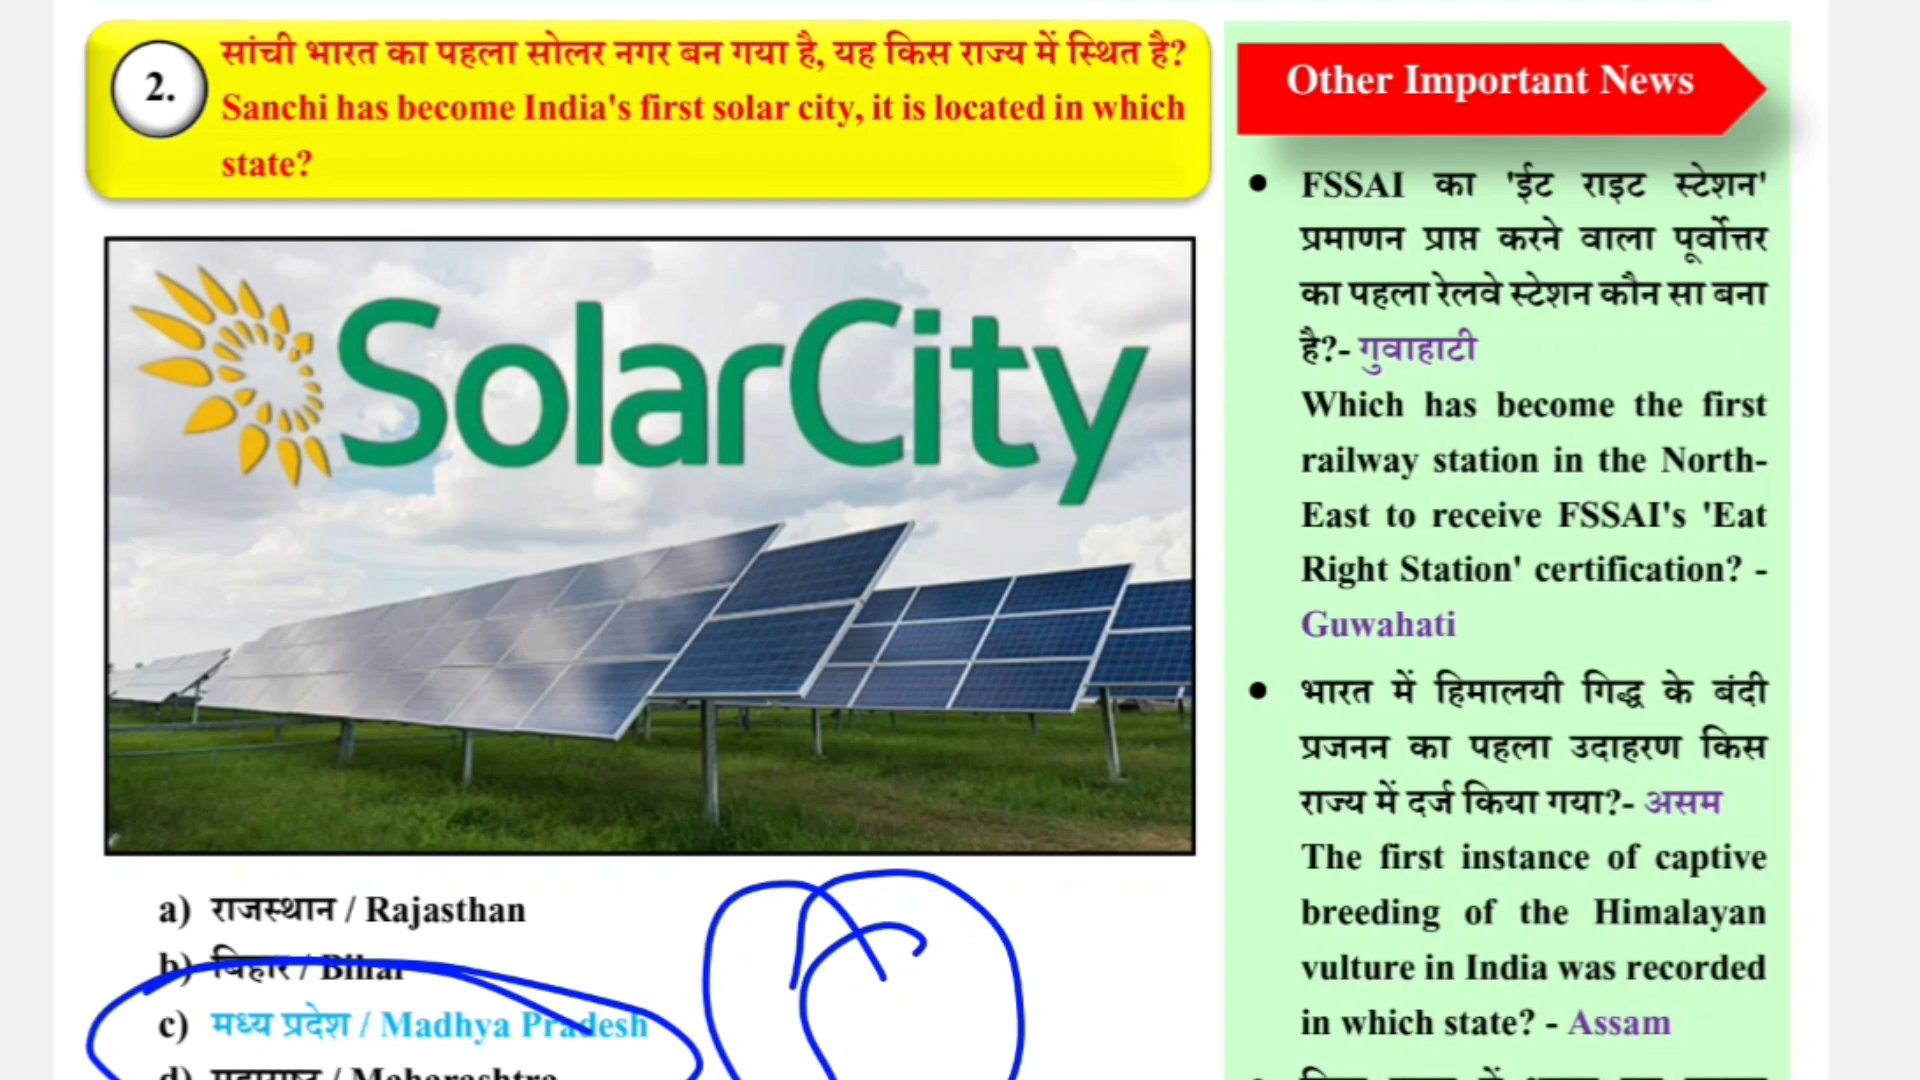 2.
सांची भारत का पहला सोलर नगर बन गया है, यह किस राज्य में स्थित है?
Sanchi has become India's first solar city, it is located in which
state?
SolarCity
a) राजस्थान / Rajasthan
b) बिहार / Bihar
c) मध्य प्रदेश / Madhya Pradesh
d) महाराष्ट्र / Maharashtra
Other Important News
• FSSAI का 'ईट राइट स्टेशन'
प्रमाणन प्राप्त करने वाला पूर्वोत्तर
का पहला रेलवे स्टेशन कौन सा बना
है?- गुवाहाटी
Which has become the first
railway station in the North-
East to receive FSSAI's 'Eat
Right Station' certification? -
Guwahati
• भारत में हिमालयी गिद्ध के बंदी
प्रजनन का पहला उदाहरण किस
राज्य में दर्ज किया गया?- असम
The first instance of captive
breeding of the Himalayan
vulture in India was recorded
in which state? - Assam